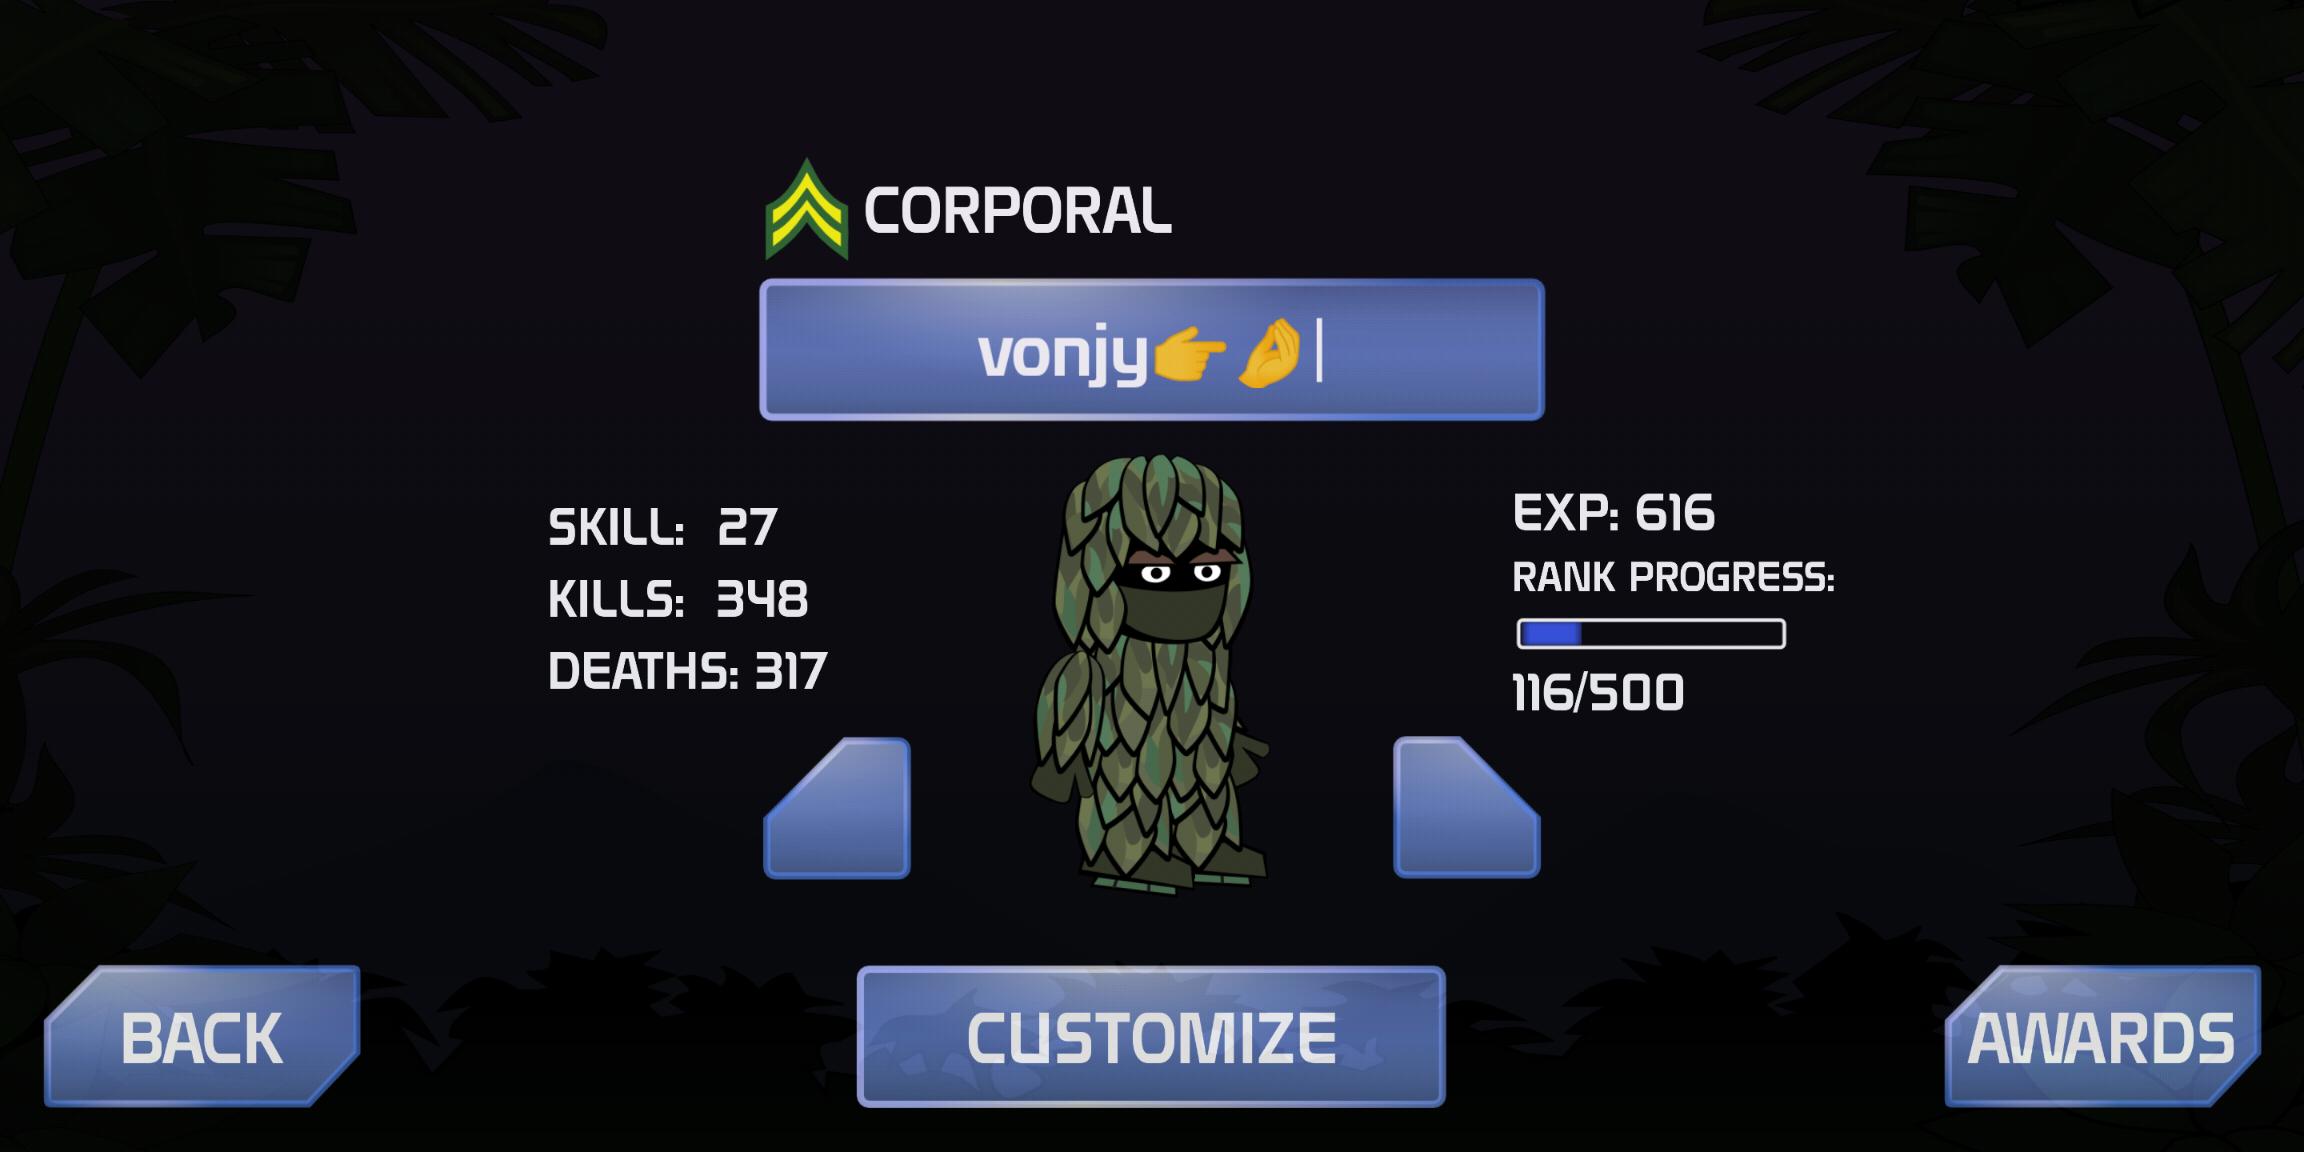 CORPORAL
vonjy👉🤌
SKILL: 27
KILLS: 348
DEATHS: 317
EXP: 616
RANK PROGRESS:
116/500
BACK
CUSTOMIZE
AWARDS